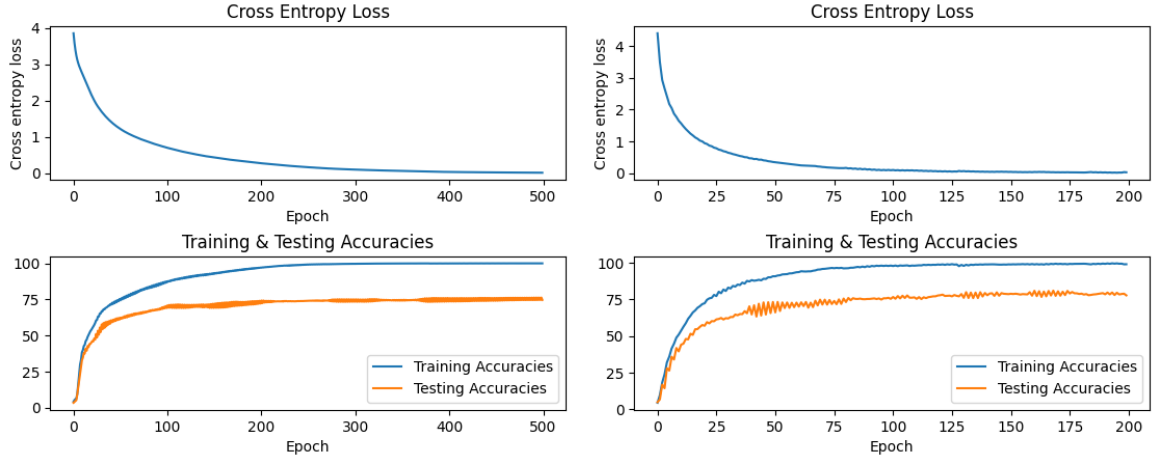 Cross Entropy Loss
Cross entropy loss
4
3
2
1
0
0 100 200 300 400 500
Epoch
Training & Testing Accuracies
100
75
50
25
0
Training Accuracies
Testing Accuracies
0 100 200 300 400 500
Epoch
Cross Entropy Loss
Cross entropy loss
4
3
2
1
0
0 25 50 75 100 125 150 175 200
Epoch
Training & Testing Accuracies
100
75
50
25
0
Training Accuracies
Testing Accuracies
0 25 50 75 100 125 150 175 200
Epoch